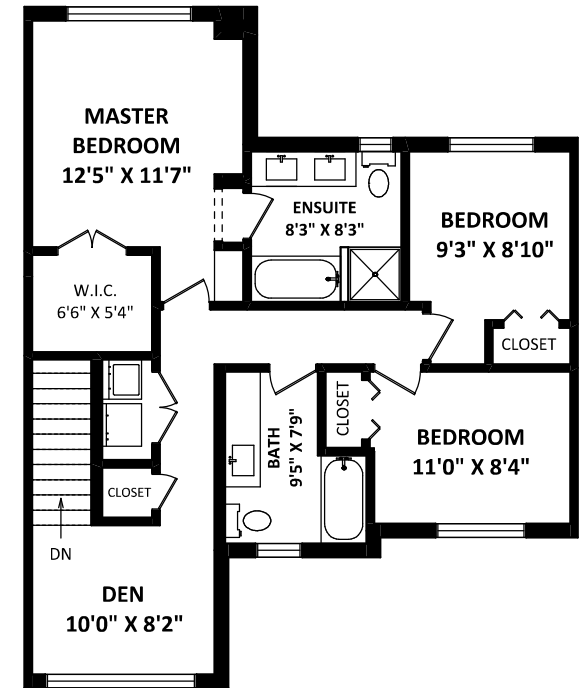 MASTER
BEDROOM
12'5" X 11'7"
ENSUITE
8'3" X 8'3"
BEDROOM
9'3" X 8'10"
W.I.C.
6'6" X 5'4"
CLOSET
CLOSET
BATH
9'5" X 7'9"
BEDROOM
11'0" X 8'4"
CLOSET
DN
DEN
10'0" X 8'2"